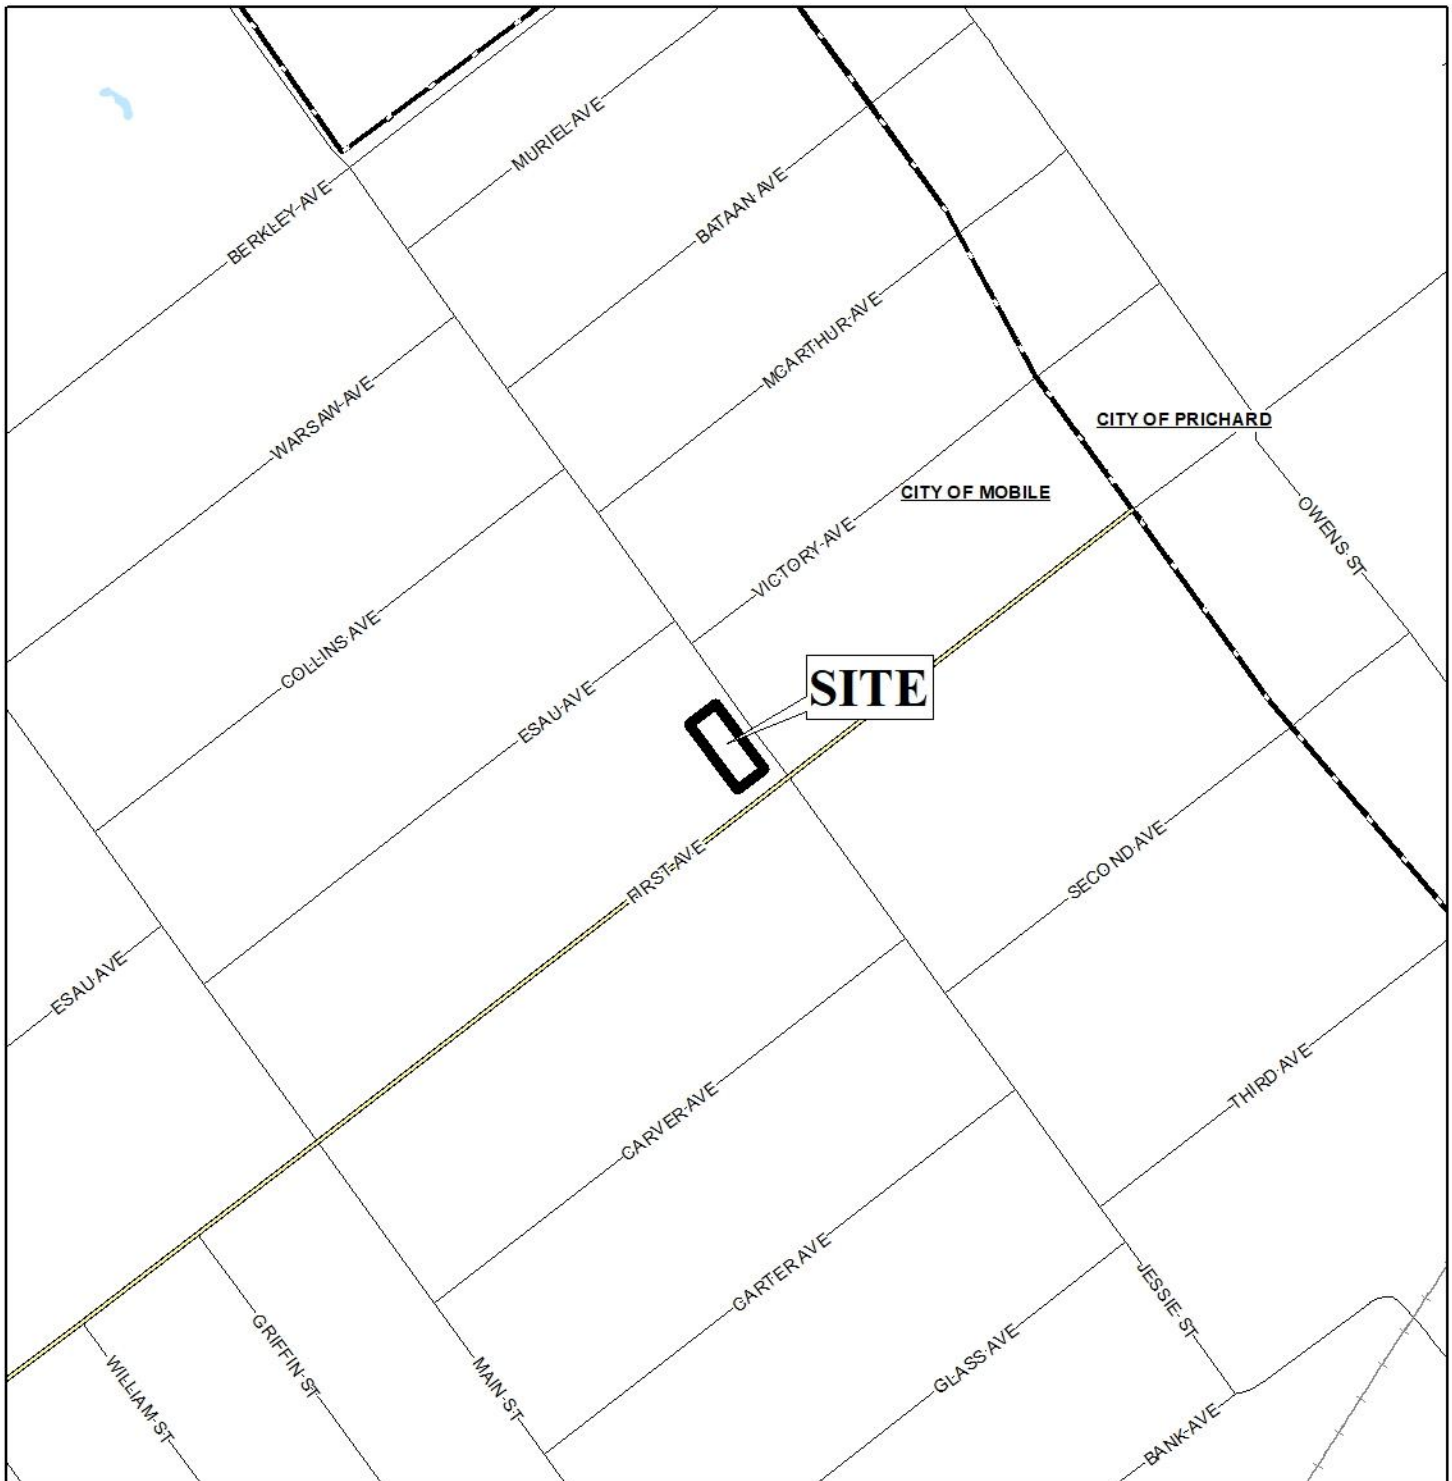 MURIEL AVE
BERKLEY AVE
BATAAN AVE
MCARTHUR AVE
WARSAW AVE
CITY OF PRICHARD
CITY OF MOBILE
OWENS ST
VICTORY AVE
COLLINS AVE
ESAU AVE
SITE
FIRST AVE
SECOND AVE
ESAU AVE
CARVER AVE
THIRD AVE
CARTER AVE
JESSIE ST
GRIFFIN ST
GLASS AVE
WILLIAM ST
MAIN ST
BANK AVE